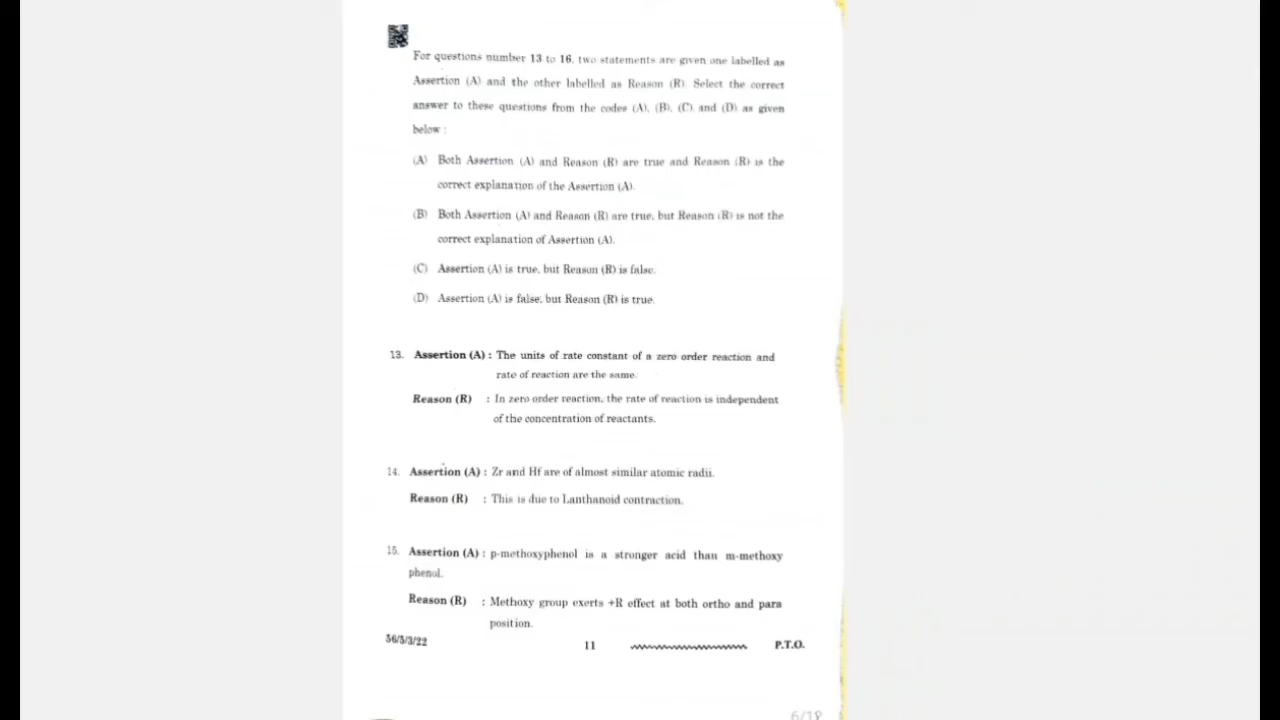 For questions number 13 to 16, two statements are given one labelled as
Assertion (A) and the other labelled as Reason (R). Select the correct
answer to these questions from the codes (A), (B), (C) and (D) as given
below :
(A) Both Assertion (A) and Reason (R) are true and Reason (R) is the
correct explanation of the Assertion (A).
(B) Both Assertion (A) and Reason (R) are true, but Reason (R) is not the
correct explanation of Assertion (A).
(C) Assertion (A) is true, but Reason (R) is false.
(D) Assertion (A) is false, but Reason (R) is true.
13. Assertion (A) : The units of rate constant of a zero order reaction and
rate of reaction are the same.
Reason (R) : In zero order reaction, the rate of reaction is independent
of the concentration of reactants.
14. Assertion (A) : Zr and Hf are of almost similar atomic radii.
Reason (R) : This is due to Lanthanoid contraction.
15. Assertion (A) : p-methoxyphenol is a stronger acid than m-methoxy
phenol.
Reason (R) : Methoxy group exerts +R effect at both ortho and para
position.
56/5/3/22 11 P.T.O.
6/18